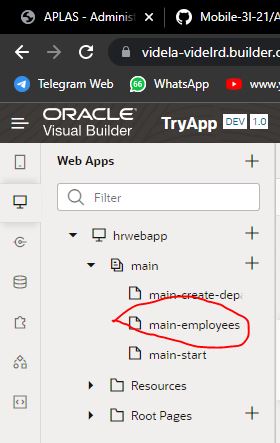 APLAS - Administ
Mobile-3I-21/A
videla-videlrd.builder.c
Telegram Web
66
WhatsApp
www.y
ORACLE
Visual Builder
TryApp
DEV
1.0
Web Apps
Filter
hrwebapp
main
main-create-depa
main-employees
main-start
Resources
Root Pages